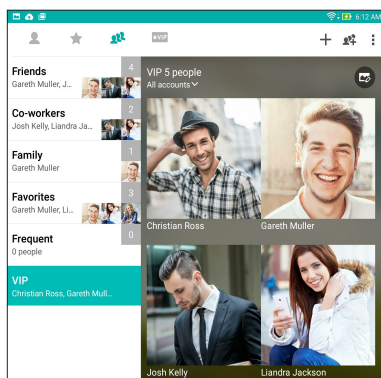 6:12 AM
VIP
Friends
4
Gareth Muller, J...
Co-workers
2
Josh Kelly, Liandra Ja...
Family
1
Gareth Muller
Favorites
3
Gareth Muller, Li...
Frequent
0
0 people
VIP
Christian Ross, Gareth Mull...
VIP 5 people
All accounts
Christian Ross
Gareth Muller
Josh Kelly
Liandra Jackson